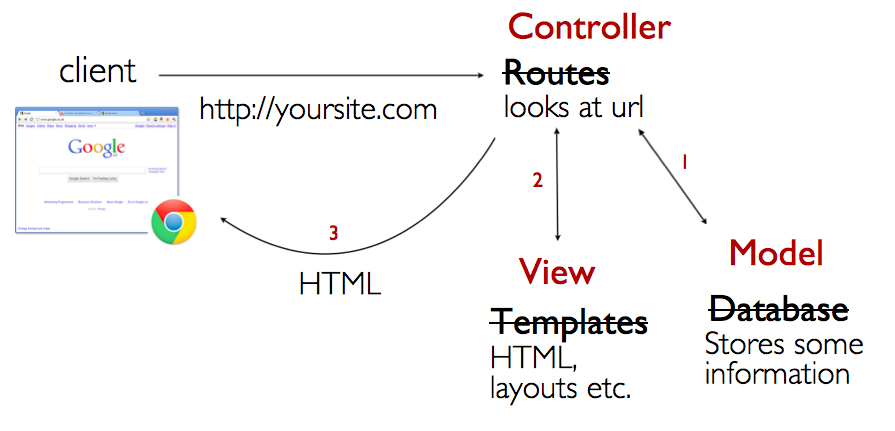 Controller
client
Routes
http://yoursite.com
looks at url
Google
1
2
3
HTML
View
Model
Templates
Database
HTML,
layouts etc.
Stores some
information